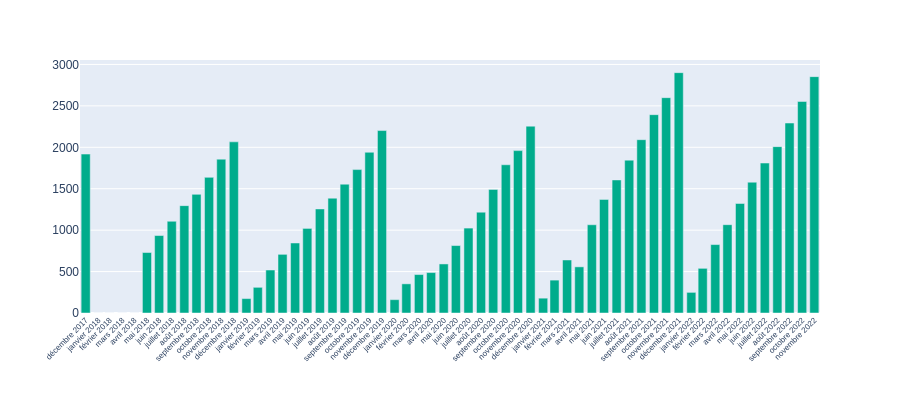 3000
2500
2000
1500
1000
500
0
décembre 2017
janvier 2018
février 2018
mars 2018
avril 2018
mai 2018
juin 2018
juillet 2018
août 2018
septembre 2018
octobre 2018
novembre 2018
décembre 2018
janvier 2019
février 2019
mars 2019
avril 2019
mai 2019
juin 2019
juillet 2019
août 2019
septembre 2019
octobre 2019
novembre 2019
décembre 2019
janvier 2020
février 2020
mars 2020
avril 2020
mai 2020
juin 2020
juillet 2020
août 2020
septembre 2020
octobre 2020
novembre 2020
décembre 2020
janvier 2021
février 2021
mars 2021
avril 2021
mai 2021
juin 2021
juillet 2021
août 2021
septembre 2021
octobre 2021
novembre 2021
décembre 2021
janvier 2022
février 2022
mars 2022
avril 2022
mai 2022
juin 2022
juillet 2022
août 2022
septembre 2022
octobre 2022
novembre 2022